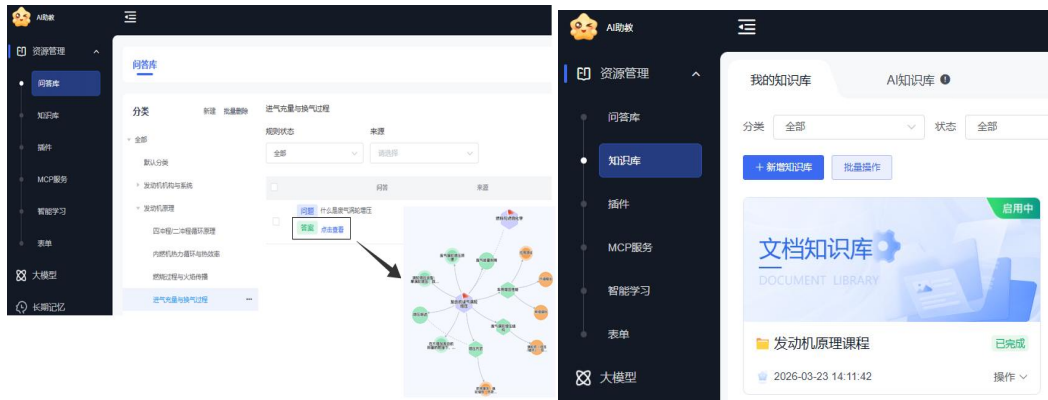 AI助教
资源管理
问答库
知识库
插件
MCP服务
智能学习
表单
大模型
长期记忆
问答库
分类
新建 批量删除
全部
默认分类
发动机机构与系统
发动机原理
四冲程/二冲程循环原理
内燃机热力循环与热效率
燃烧过程与火焰传播
进气充量与换气过程
进气充量与换气过程
规则状态 来源
全部 请选择
问答 来源
问题 什么是废气涡轮增压
答案 点击查看
AI助教
资源管理
问答库
知识库
插件
MCP服务
智能学习
表单
大模型
我的知识库 AI知识库
分类 全部 状态 全部
+ 新增知识库 批量操作
启用中
文档知识库
DOCUMENT LIBRARY
发动机原理课程 已完成
2026-03-23 14:11:42 操作